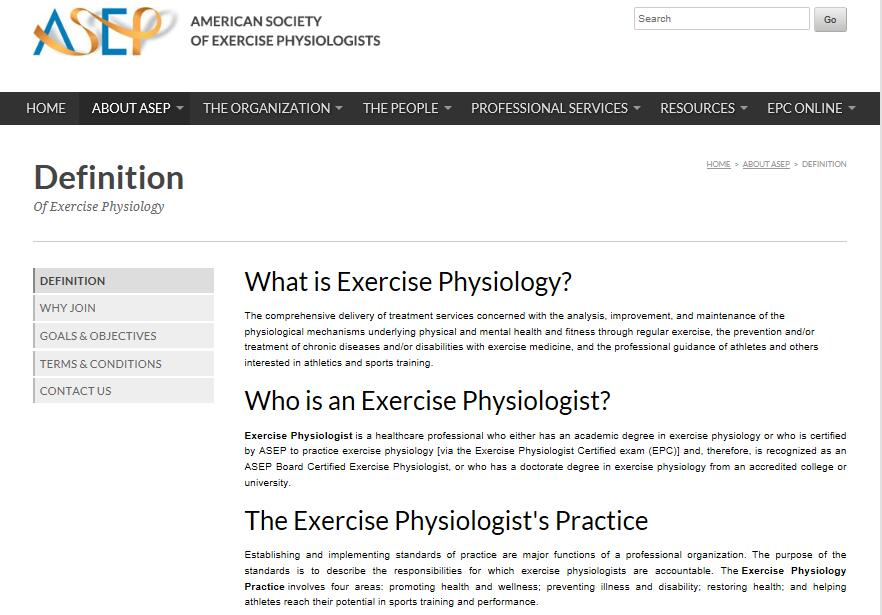 ASEP
AMERICAN SOCIETY
OF EXERCISE PHYSIOLOGISTS
Search
Go
HOME ABOUT ASEP THE ORGANIZATION THE PEOPLE PROFESSIONAL SERVICES RESOURCES EPC ONLINE
Definition
HOME > ABOUT ASEP > DEFINITION
Of Exercise Physiology
DEFINITION
WHY JOIN
GOALS & OBJECTIVES
TERMS & CONDITIONS
CONTACT US
What is Exercise Physiology?
The comprehensive delivery of treatment services concerned with the analysis, improvement, and maintenance of the
physiological mechanisms underlying physical and mental health and fitness through regular exercise, the prevention and/or
treatment of chronic diseases and/or disabilities with exercise medicine, and the professional guidance of athletes and others
interested in athletics and sports training.
Who is an Exercise Physiologist?
Exercise Physiologist is a healthcare professional who either has an academic degree in exercise physiology or who is certified
by ASEP to practice exercise physiology [via the Exercise Physiologist Certified exam (EPC)] and, therefore, is recognized as an
ASEP Board Certified Exercise Physiologist, or who has a doctorate degree in exercise physiology from an accredited college or
university.
The Exercise Physiologist's Practice
Establishing and implementing standards of practice are major functions of a professional organization. The purpose of the
standards is to describe the responsibilities for which exercise physiologists are accountable. The Exercise Physiology
Practice involves four areas: promoting health and wellness; preventing illness and disability; restoring health; and helping
athletes reach their potential in sports training and performance.